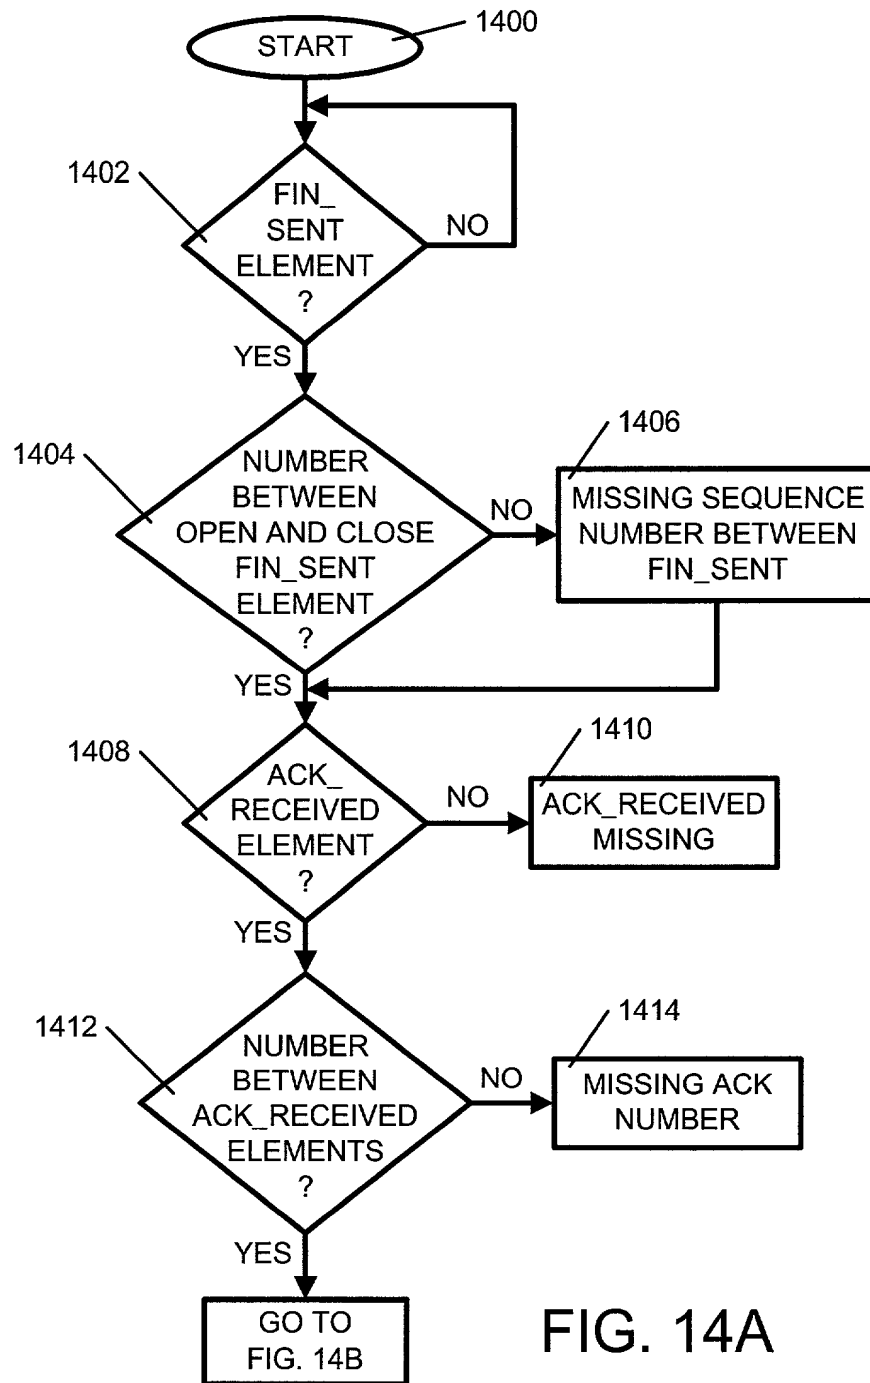 START
1400
1402
FIN_
SENT
ELEMENT
?
NO
YES
1404
NUMBER
BETWEEN
OPEN AND CLOSE
FIN_SENT
ELEMENT
?
NO
1406
MISSING SEQUENCE
NUMBER BETWEEN
FIN_SENT
YES
1408
ACK_
RECEIVED
ELEMENT
?
NO
1410
ACK_RECEIVED
MISSING
YES
1412
NUMBER
BETWEEN
ACK_RECEIVED
ELEMENTS
?
NO
1414
MISSING ACK
NUMBER
YES
GO TO
FIG. 14B
FIG. 14A